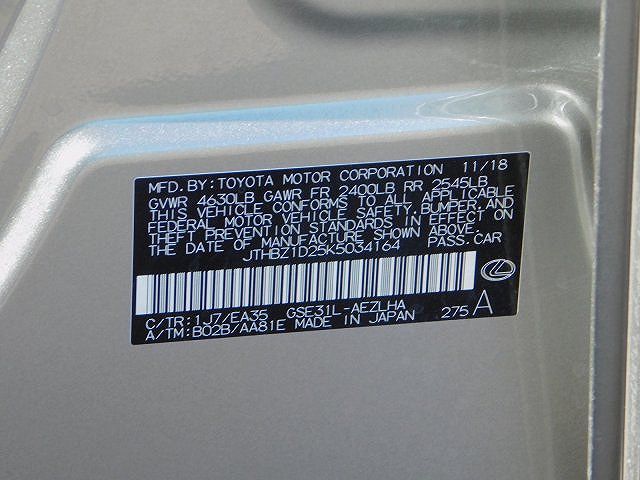 MFD. BY: TOYOTA MOTOR CORPORATION 11/18
GVWR 4630LB GAWR FR 2400LB RR 2545LB
THIS VEHICLE CONFORMS TO ALL APPLICABLE
FEDERAL MOTOR VEHICLE SAFETY, BUMPER, AND
THEFT PREVENTION STANDARDS IN EFFECT ON
THE DATE OF MANUFACTURE SHOWN ABOVE.
JTHBZ1D25K5034164 PASS. CAR
C/TR: 1J7/EA35 GSE31L-AEZLHA
A/TM: B02B/AA81E MADE IN JAPAN 275 A